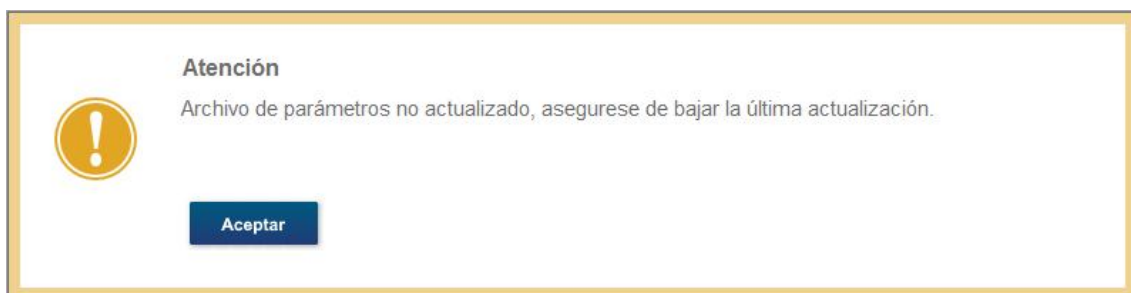 Atención
Archivo de parámetros no actualizado, asegurese de bajar la última actualización.
Aceptar